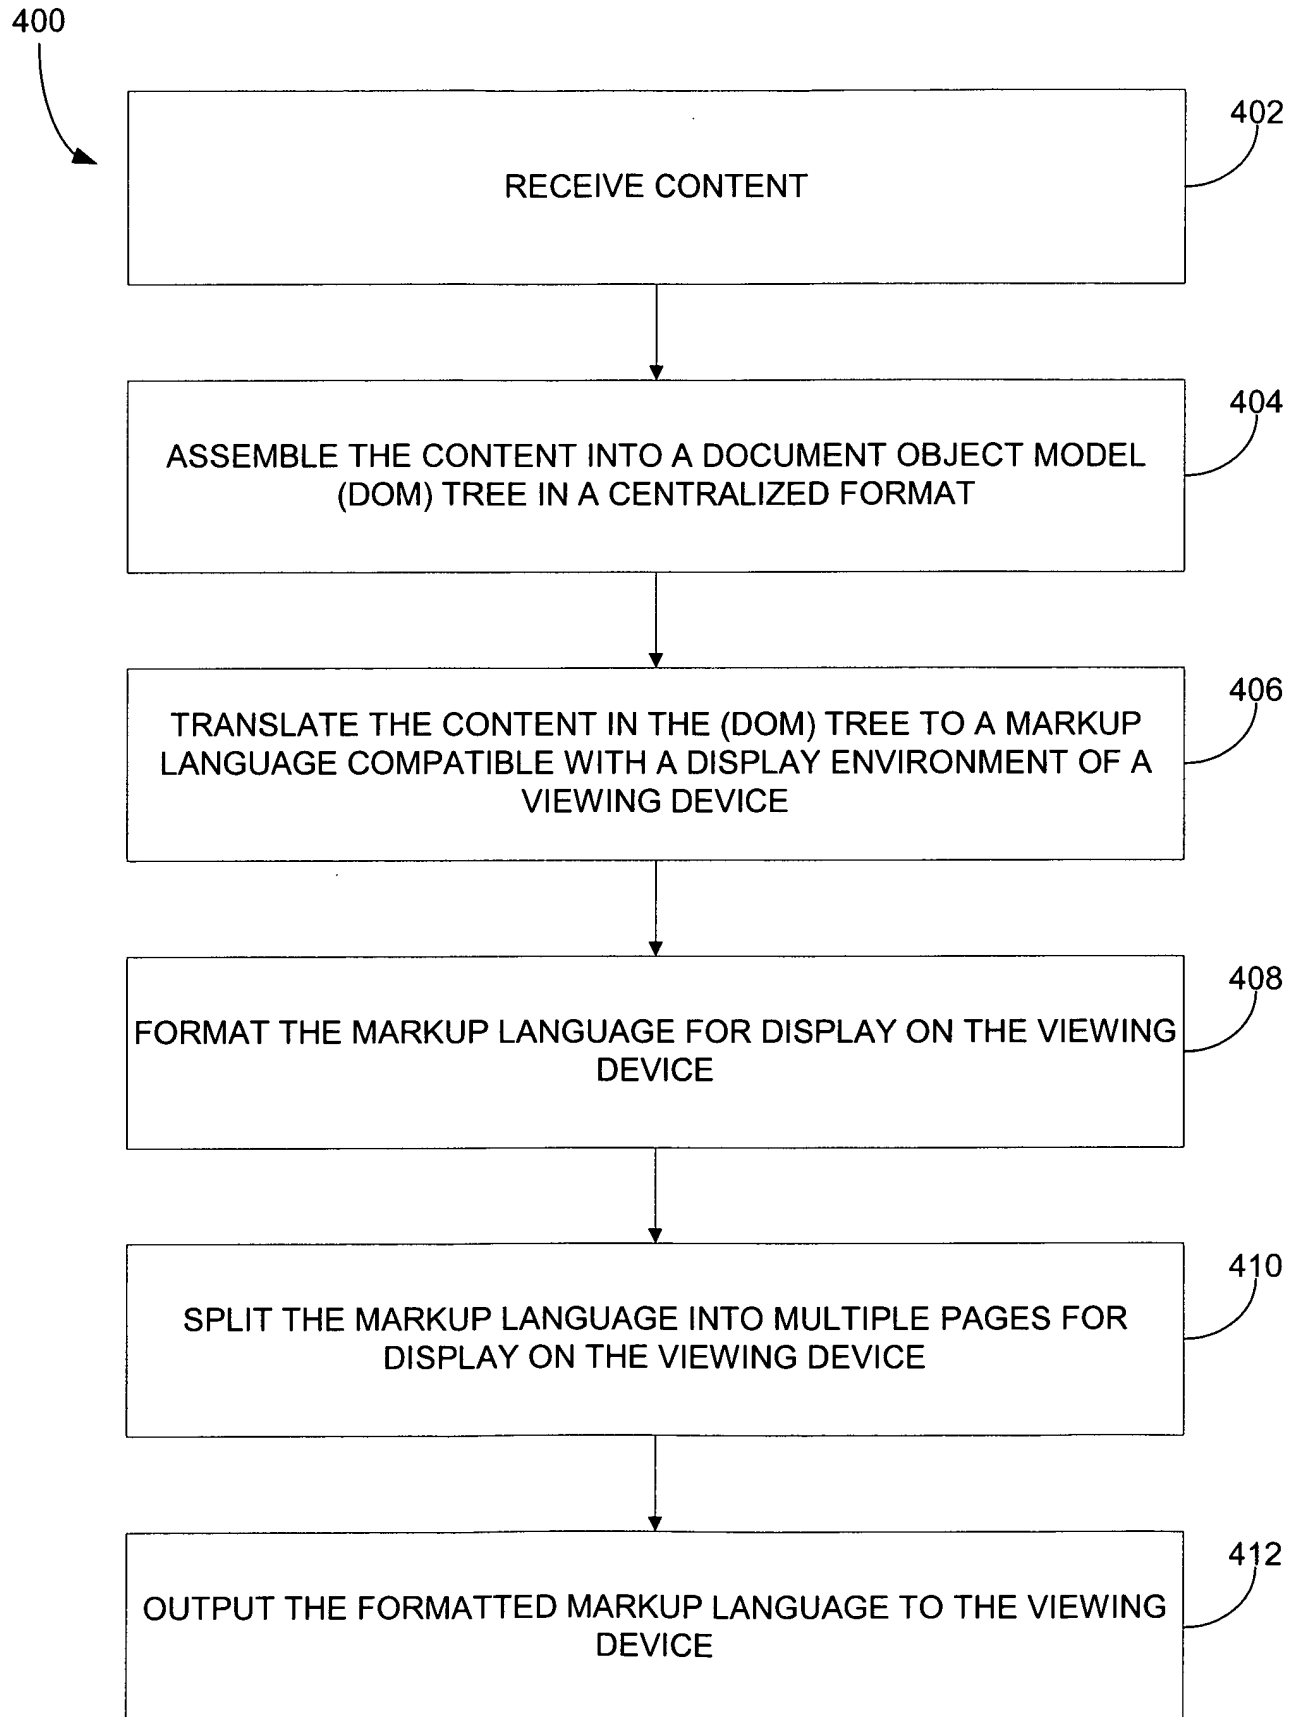 400
402
RECEIVE CONTENT
404
ASSEMBLE THE CONTENT INTO A DOCUMENT OBJECT MODEL
(DOM) TREE IN A CENTRALIZED FORMAT
406
TRANSLATE THE CONTENT IN THE (DOM) TREE TO A MARKUP
LANGUAGE COMPATIBLE WITH A DISPLAY ENVIRONMENT OF A
VIEWING DEVICE
408
FORMAT THE MARKUP LANGUAGE FOR DISPLAY ON THE VIEWING
DEVICE
410
SPLIT THE MARKUP LANGUAGE INTO MULTIPLE PAGES FOR
DISPLAY ON THE VIEWING DEVICE
412
OUTPUT THE FORMATTED MARKUP LANGUAGE TO THE VIEWING
DEVICE